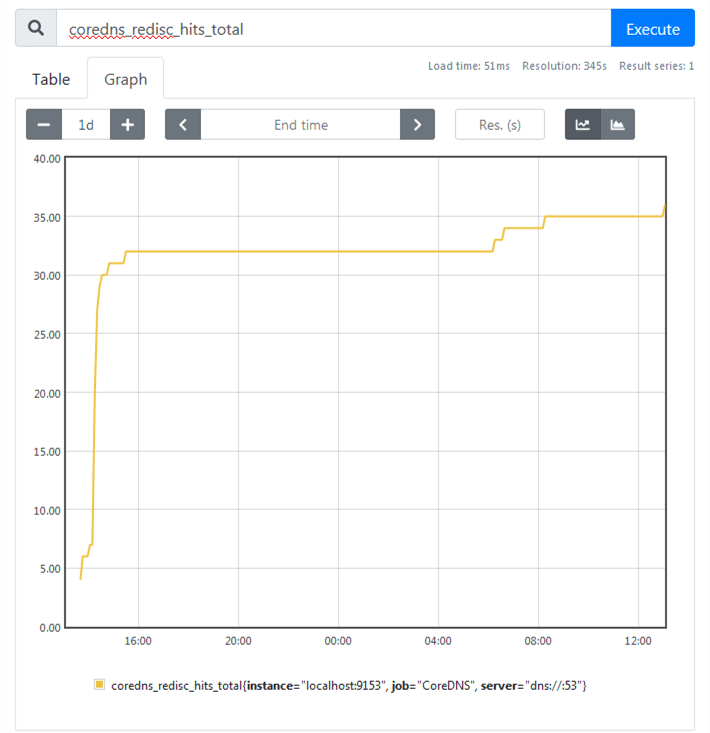 coredns_redisc_hits_total
Execute
Load time: 51ms Resolution: 345s Result series: 1
Table Graph
1d End time Res. (s)
40.00
35.00
30.00
25.00
20.00
15.00
10.00
5.00
0.00
16:00 20:00 00:00 04:00 08:00 12:00
coredns_redisc_hits_total{instance="localhost:9153", job="CoreDNS", server="dns://:53"}